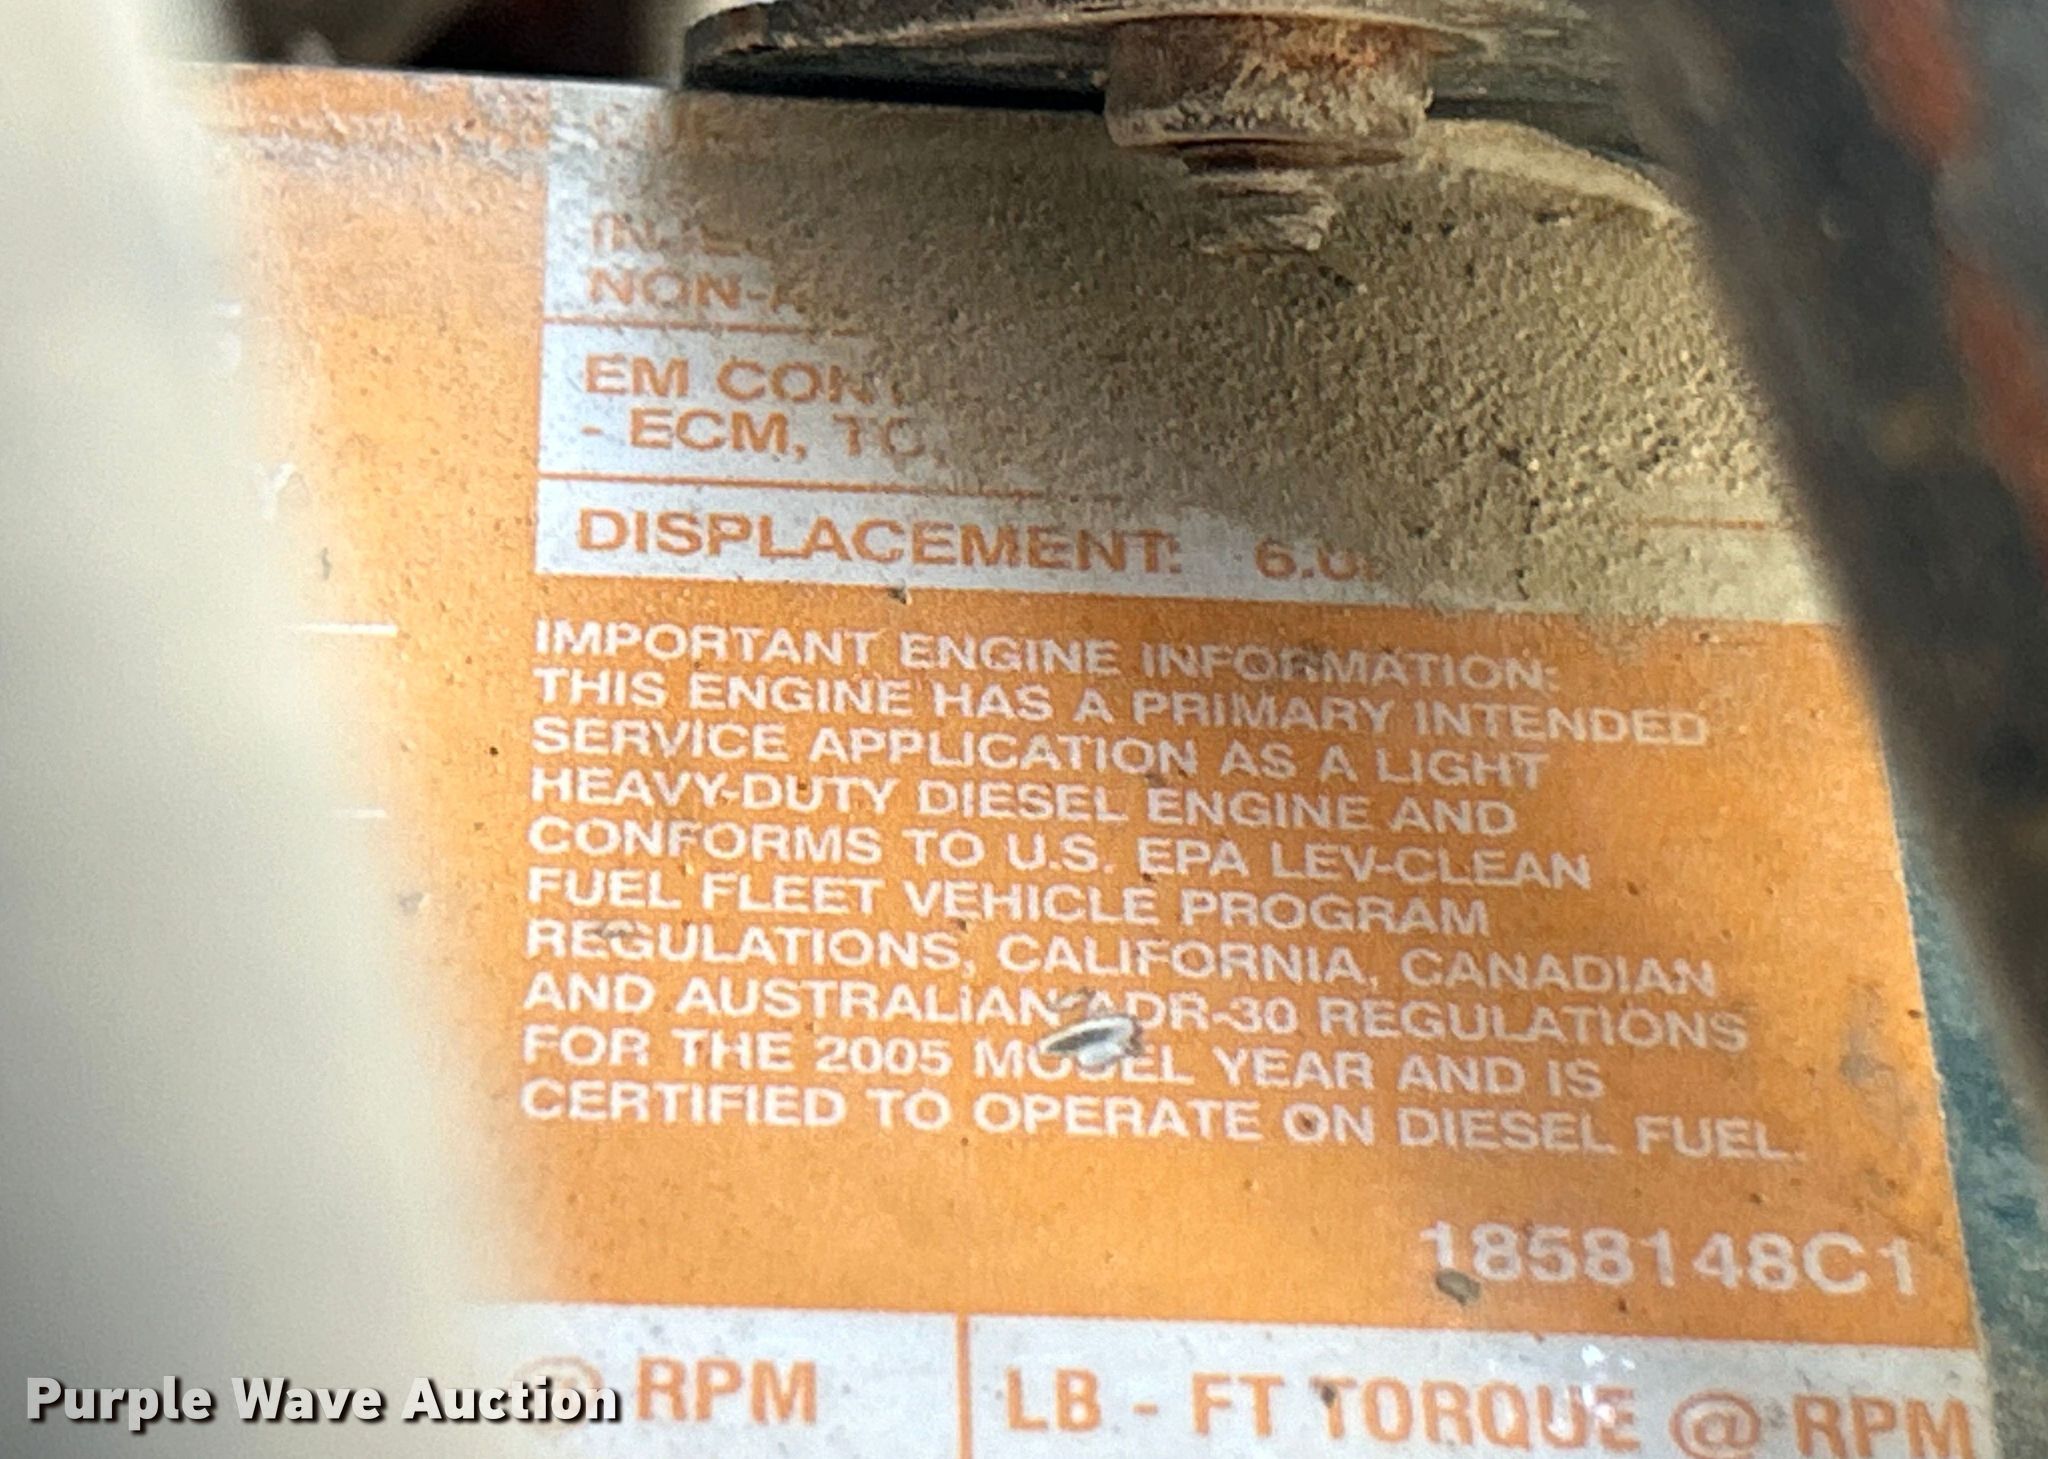 NON-
EM
- ECM,
DISPLACEMENT:
IMPORTANT ENGINE INFORMATION:
THIS ENGINE HAS A PRIMARY INTENDED
SERVICE APPLICATION AS A LIGHT
HEAVY-DUTY DIESEL ENGINE AND
CONFORMS TO U.S. EPA LEV-CLEAN
FUEL FLEET VEHICLE PROGRAM
REGULATIONS, CALIFORNIA, CANADIAN
AND AUSTRALIAN ADR-30 REGULATIONS
FOR THE 2005 MODEL YEAR AND IS
CERTIFIED TO OPERATE ON DIESEL FUEL.
1858148C1
@ RPM
LB - FT TORQUE @ RPM
Purple Wave Auction